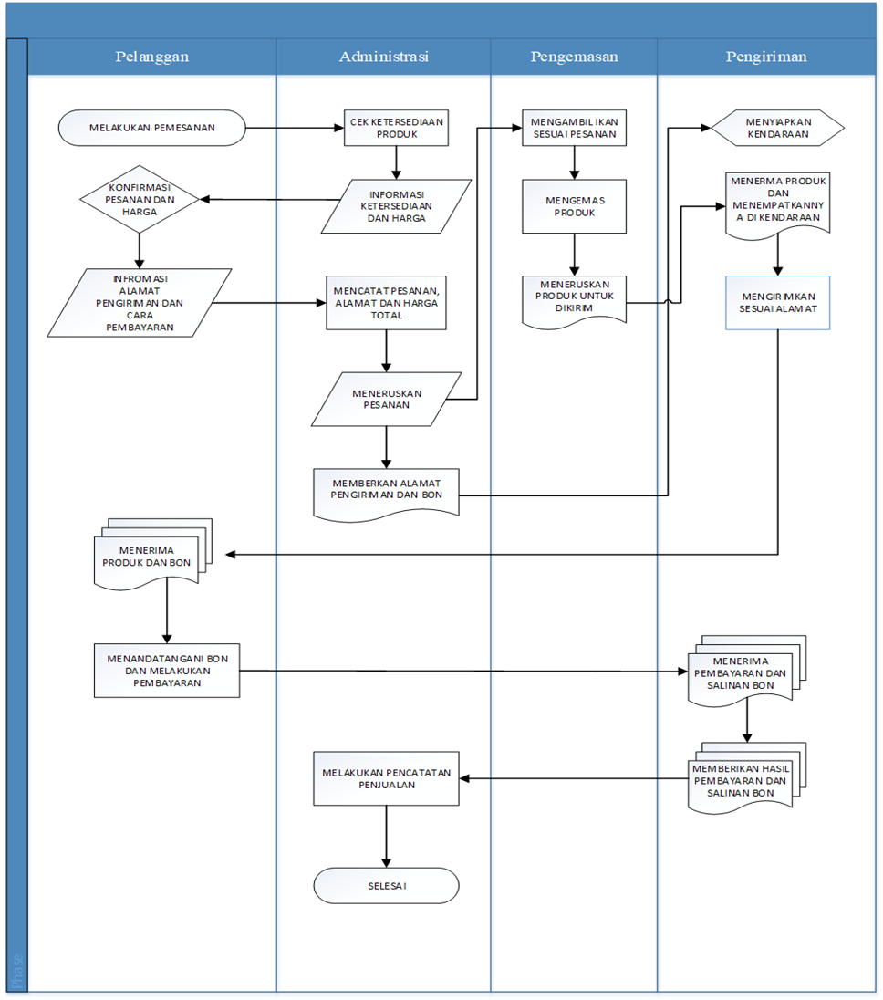 Pelanggan
Administrasi
Pengemasan
Pengiriman
MELAKUKAN PEMESANAN
CEK KETERSEDIAAN
PRODUK
MENGAMBILIKAN
SESUAI PESANAN
MENYIAPKAN
KENDARAAN
KONFIRMASI
PESANAN DAN
HARGA
INFORMASI
KETERSEDIAAN
DAN HARGA
MENGEMAS
PRODUK
MENERMA PRODUK
DAN
MENEMPATKANNY
A DI KENDARAAN
INFROMASI
ALAMAT
PENGIRIMAN DAN
CARA
PEMBAYARAN
MENCATAT PESANAN,
ALAMAT DAN HARGA
TOTAL
MENERUSKAN
PRODUK UNTUK
DIKIRIM
MENGIRIMKAN
SESUAI ALAMAT
MENERUSKAN
PESANAN
MEMBERKAN ALAMAT
PENGIRIMAN DAN BON
MENERIMA
PRODUK DAN BON
MENANDATANGANI BON
DAN MELAKUKAN
PEMBAYARAN
MENERIMA
PEMBAYARAN DAN
SALINAN BON
MELAKUKAN PENCATATAN
PENJUALAN
MEMBERIKAN HASIL
PEMBAYARAN DAN
SALINAN BON
SELESAI
Phase